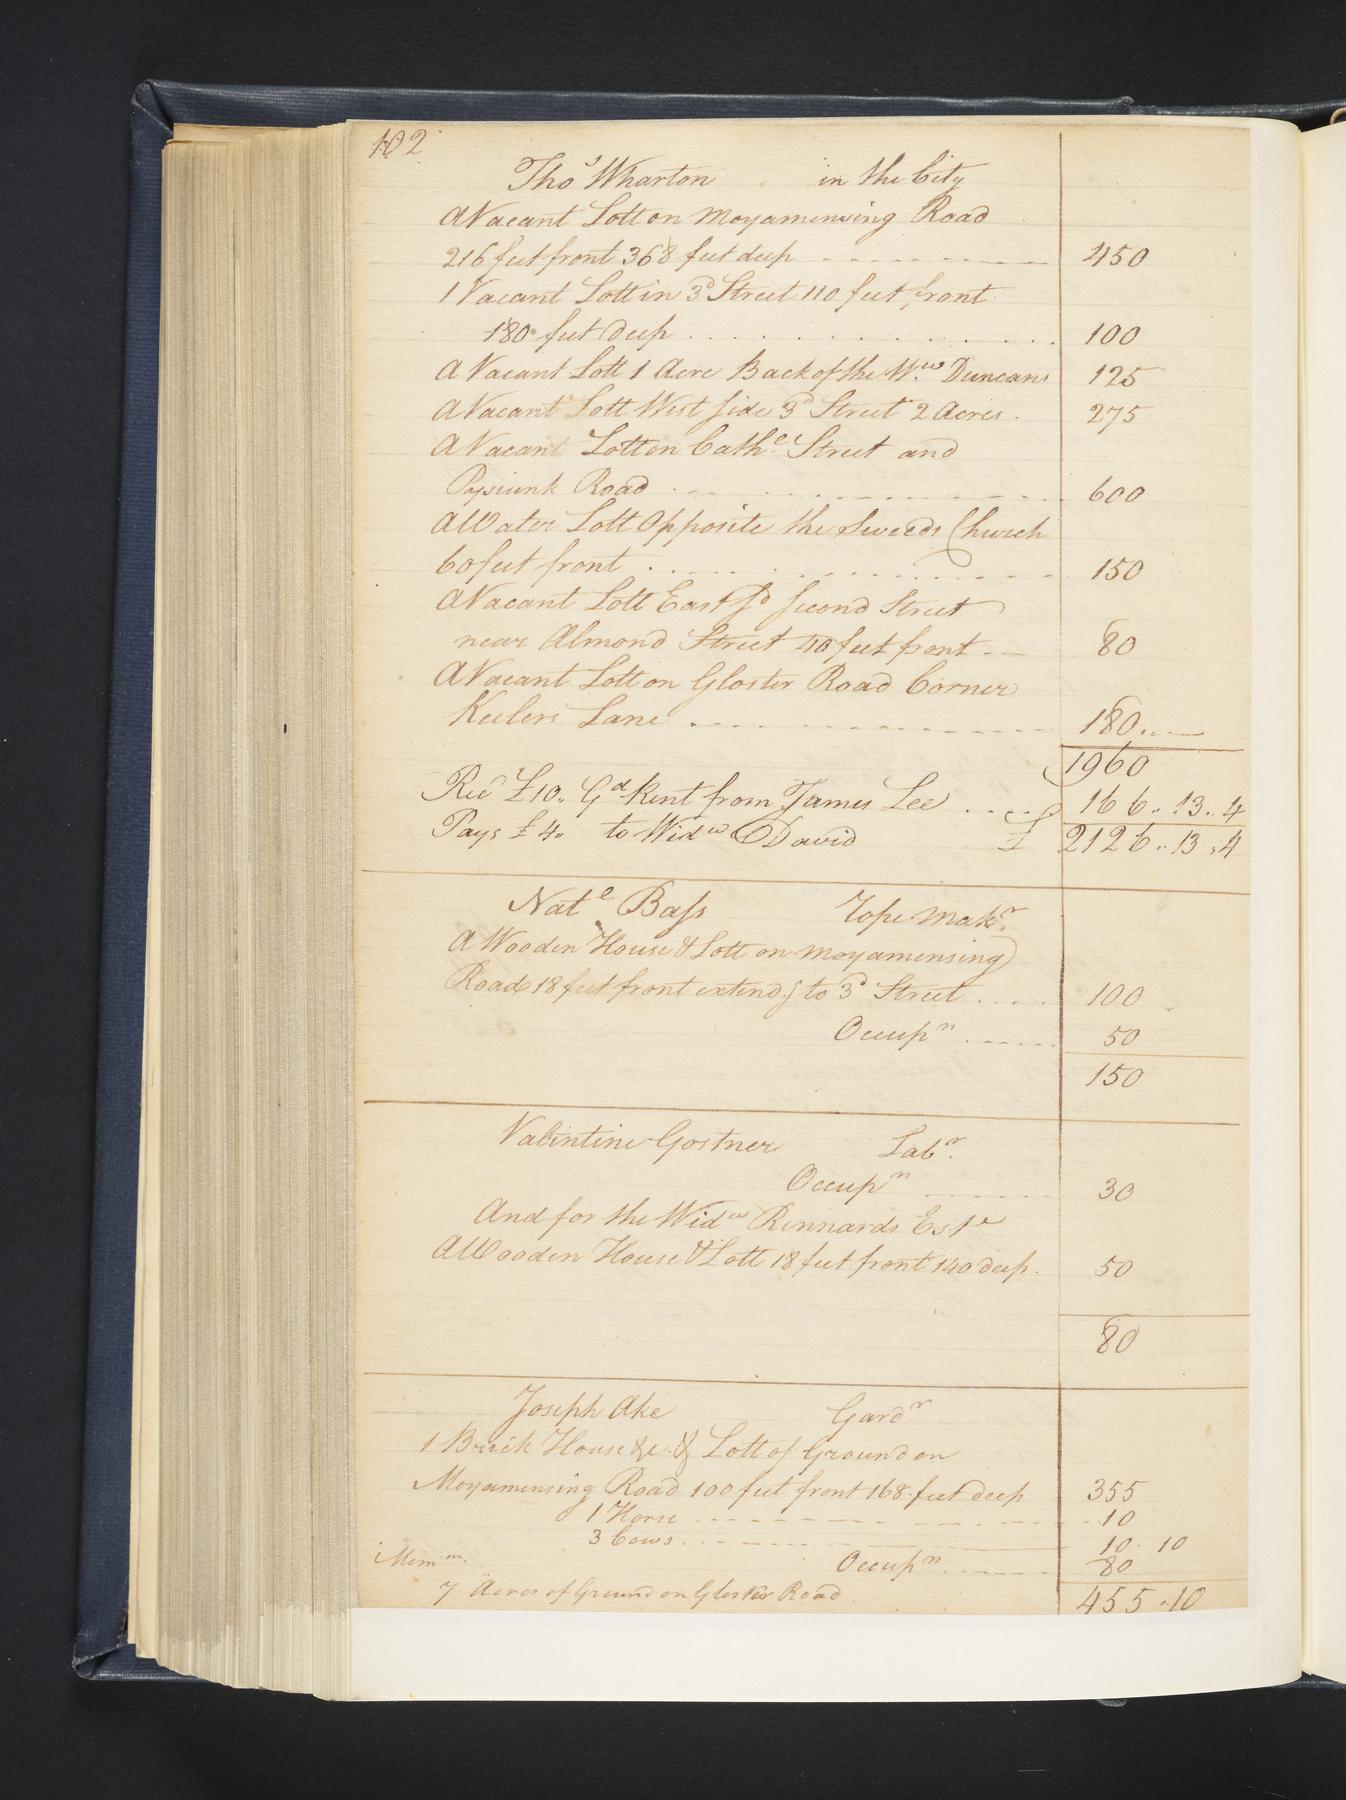 102
Thos Wharton in the City
A Vacant Lott on Moyamensing Road
216 feet front 368 feet deep 450
1 Vacant Lott in 3d Street 110 feet front
180 feet deep 100
A Vacant Lott 1 Acre Back of the Ww Duncans 125
A Vacant Lott West Side 3d Street 2 Acres 275
A Vacant Lott on Cathe Street and
Pysiunk Road 600
A Water Lott Opposite the Sweeds Church
60 feet front 150
A Vacant Lott East Sd Second Street
near Almond Street 40 feet front 80
A Vacant Lott on Gloster Road Corner
Keelers Lane 180
1960
Recd £10 Gd Rent from James Lee 166..13..4
Pays £4 to Widw David £ 2126..13..4
Nate Bass Rope Makr
A Wooden House & Lott on Moyamensing
Road 18 feet front extendg to 3d Street 100
Occupn 50
150
Valintine Gostner Labr
Occupn 30
And for the Widw Rinnards Este
A Wooden House & Lott 18 feet front 140 deep 50
80
Joseph Ake Gardr
1 Brick House &c & Lott of Ground on
Moyamensing Road 100 feet front 168 feet deep 355
1 Horse 10
3 Cows 10. 10
Memm. Occupn 80
7 Acres of Ground on Gloster Road 455..10